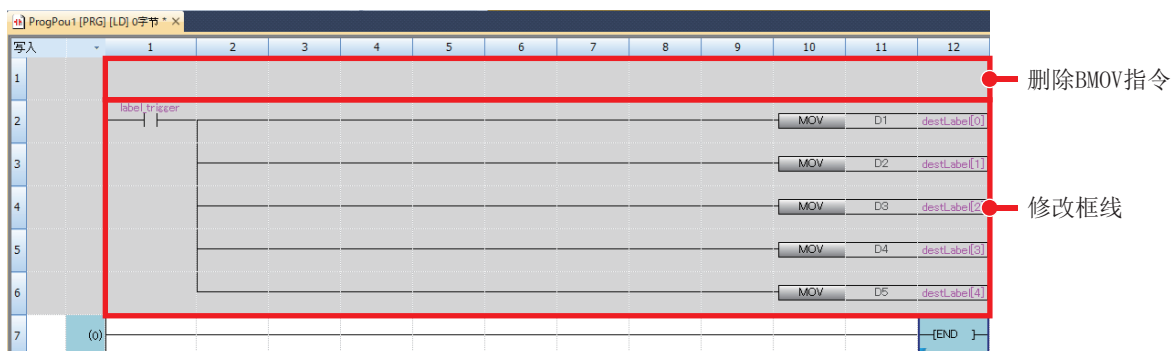 ProgPou1 [PRG] [LD] 0字节 * ×
写入 1 2 3 4 5 6 7 8 9 10 11 12
1
删除BMOV指令
label_trigger
2 MOV D1 destLabel[0]
3 MOV D2 destLabel[1]
4 MOV D3 destLabel[2
修改框线
5 MOV D4 destLabel[3]
6 MOV D5 destLabel[4]
7 (0) [END ]